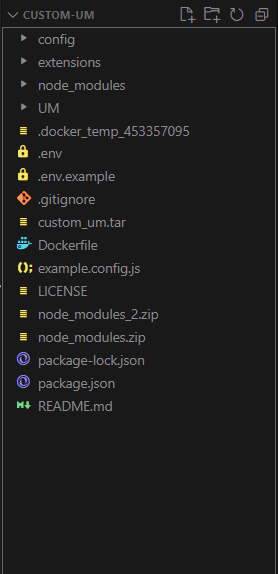 CUSTOM-UM
config
extensions
node_modules
UM
.docker_temp_453357095
.env
.env.example
.gitignore
custom_um.tar
Dockerfile
example.config.js
LICENSE
node_modules_2.zip
node_modules.zip
package-lock.json
package.json
README.md